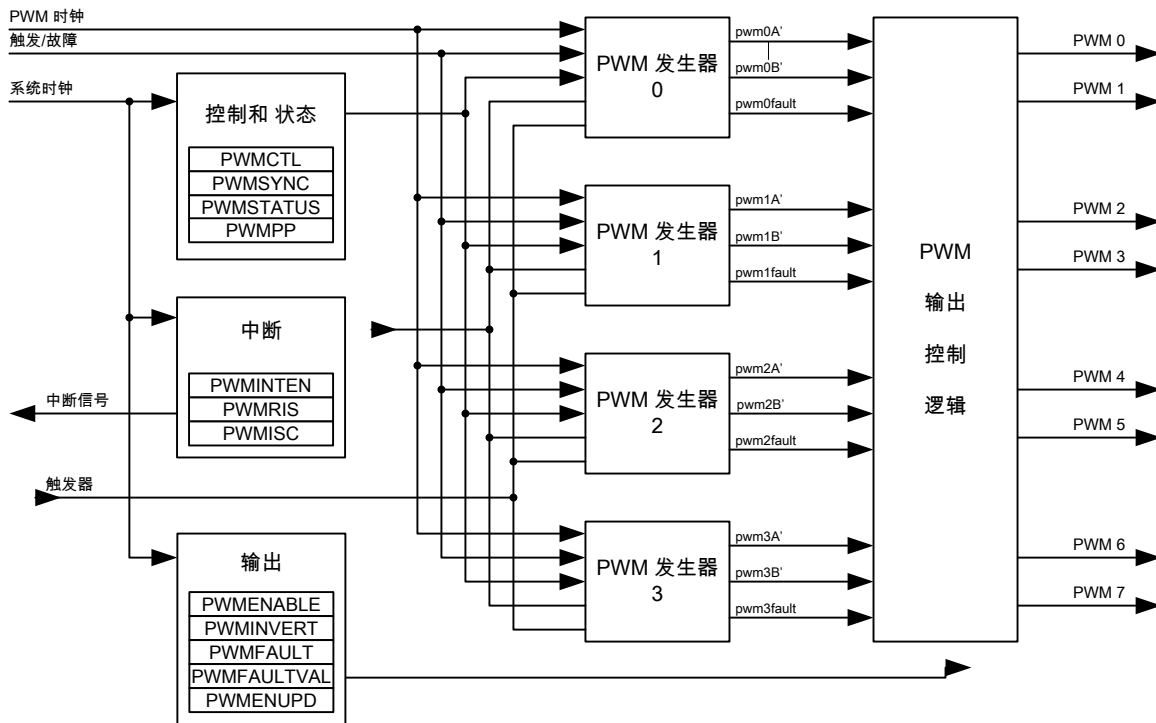 PWM 时钟
触发/故障
系统时钟
控制和 状态
PWMCTL
PWMSYNC
PWMSTATUS
PWMPP
中断
PWMINTEN
PWMRIS
PWMISC
中断信号
触发器
输出
PWMENABLE
PWMINVERT
PWMFAULT
PWMFAULTVAL
PWMENUPD
PWM 发生器
0
pwm0A'
pwm0B'
pwm0fault
PWM 发生器
1
pwm1A'
pwm1B'
pwm1fault
PWM 发生器
2
pwm2A'
pwm2B'
pwm2fault
PWM 发生器
3
pwm3A'
pwm3B'
pwm3fault
PWM
输出
控制
逻辑
PWM 0
PWM 1
PWM 2
PWM 3
PWM 4
PWM 5
PWM 6
PWM 7